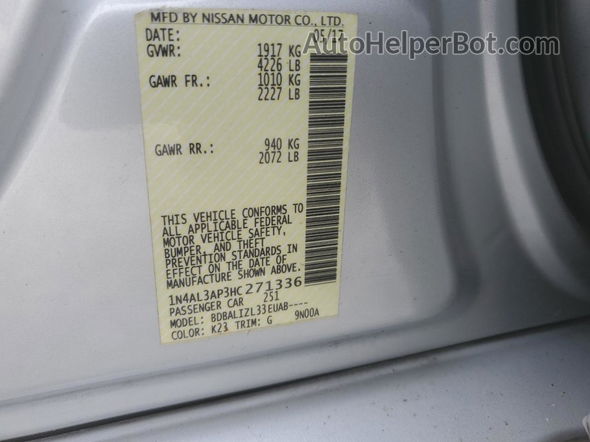 MFD BY NISSAN MOTOR CO., LTD.
DATE: 05/17
AutoHelperBot.com
GVWR: 1917 KG
4226 LB
GAWR FR.: 1010 KG
2227 LB
GAWR RR.: 940 KG
2072 LB
THIS VEHICLE CONFORMS TO
ALL APPLICABLE FEDERAL
MOTOR VEHICLE SAFETY,
BUMPER, AND THEFT
PREVENTION STANDARDS IN
EFFECT ON THE DATE OF
MANUFACTURE SHOWN ABOVE.
1N4AL3AP3HC271336
PASSENGER CAR 251
MODEL: BDBALIZL33EUAB----
COLOR: K23 TRIM: G 9N00A